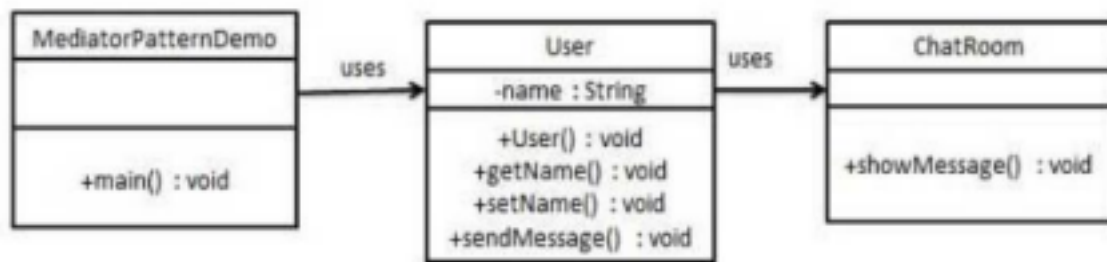 MediatorPatternDemo
+main() : void
uses
User
-name : String
+User() : void
+getName() : void
+setName() : void
+sendMessage() : void
uses
ChatRoom
+showMessage() : void